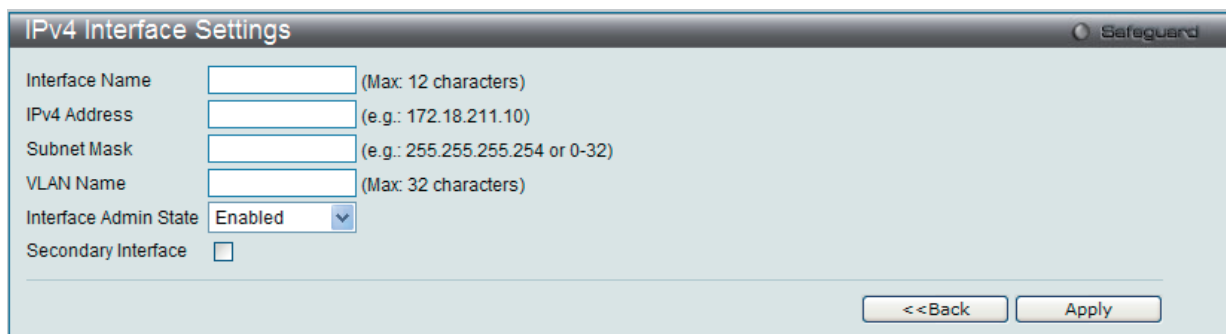 IPv4 Interface Settings
Safeguard
Interface Name (Max: 12 characters)
IPv4 Address (e.g.: 172.18.211.10)
Subnet Mask (e.g.: 255.255.255.254 or 0-32)
VLAN Name (Max: 32 characters)
Interface Admin State Enabled
Secondary Interface
<<Back Apply